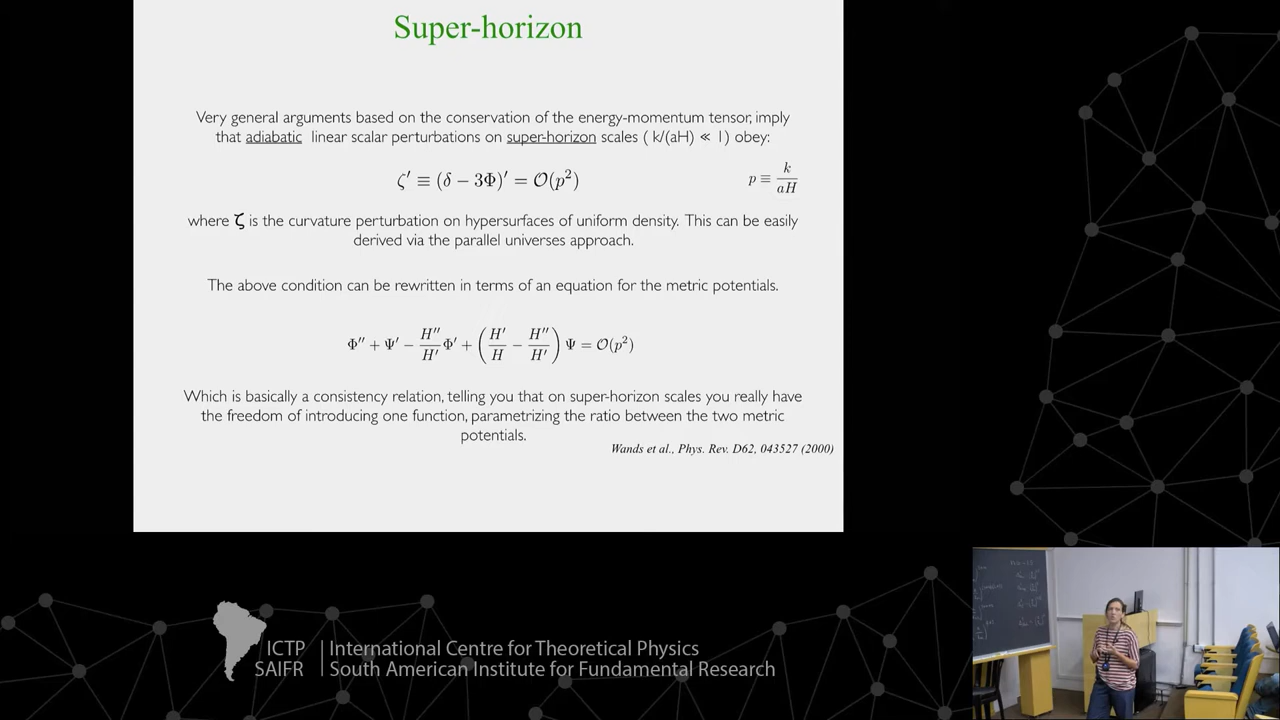 Super-horizon
Very general arguments based on the conservation of the energy-momentum tensor, imply
that adiabatic linear scalar perturbations on super-horizon scales ( k/(aH) ≪ 1) obey:
ζ′ ≡ (δ − 3Φ)′ = O(p²)
p ≡ k/aH
where ζ is the curvature perturbation on hypersurfaces of uniform density. This can be easily
derived via the parallel universes approach.
The above condition can be rewritten in terms of an equation for the metric potentials.
Φ″ + Ψ′ − H″/H′ Φ′ + (H′/H − H″/H′) Ψ = O(p²)
Which is basically a consistency relation, telling you that on super-horizon scales you really have
the freedom of introducing one function, parametrizing the ratio between the two metric
potentials.
Wands et al., Phys. Rev. D62, 043527 (2000)
ICTP
SAIFR
International Centre for Theoretical Physics
South American Institute for Fundamental Research